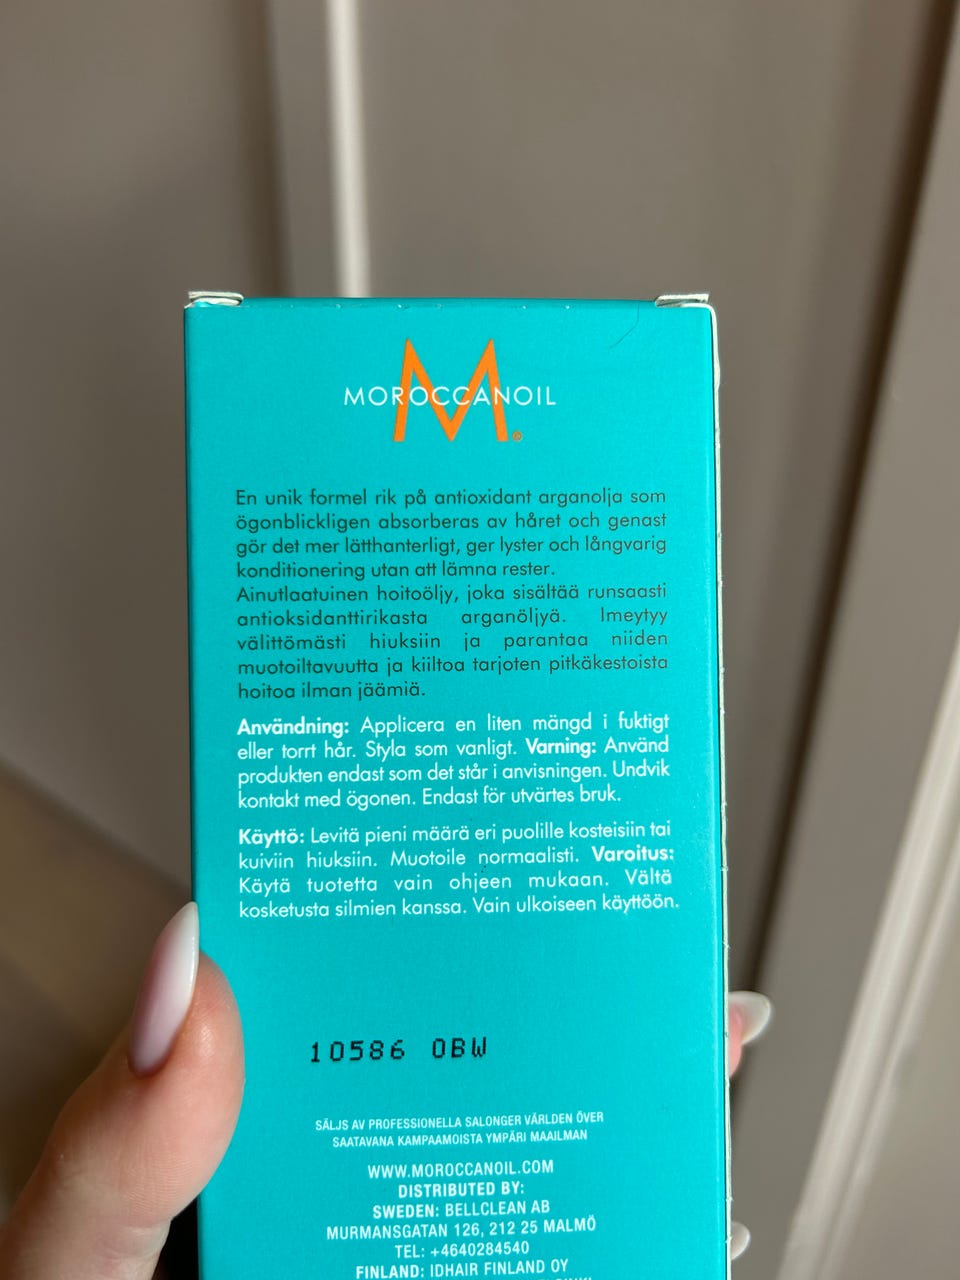 MOROCCANOIL
M®
En unik formel rik på antioxidant arganolja som
ögonblickligen absorberas av håret och genast
gör det mer lätthanterligt, ger lyster och långvarig
konditionering utan att lämna rester.
Ainutlaatuinen hoitoöljy, joka sisältää runsaasti
antioksidanttirikasta arganöljyä. Imeytyy
välittömästi hiuksiin ja parantaa niiden
muotoiltavuutta ja kiiltoa tarjoten pitkäkestoista
hoitoa ilman jäämiä.
Användning: Applicera en liten mängd i fuktigt
eller torrt hår. Styla som vanligt. Varning: Använd
produkten endast som det står i anvisningen. Undvik
kontakt med ögonen. Endast för utvärtes bruk.
Käyttö: Levitä pieni määrä eri puolille kosteisiin tai
kuiviin hiuksiin. Muotoile normaalisti. Varoitus:
Käytä tuotetta vain ohjeen mukaan. Vältä
kosketusta silmien kanssa. Vain ulkoiseen käyttöön.
10586 0BW
SÄLJS AV PROFESSIONELLA SALONGER VÄRLDEN ÖVER
SAATAVANA KAMPAAMOISTA YMPÄRI MAAILMAN
WWW.MOROCCANOIL.COM
DISTRIBUTED BY:
SWEDEN: BELLCLEAN AB
MURMANSGATAN 126, 212 25 MALMÖ
TEL: +4640284540
FINLAND: IDHAIR FINLAND OY